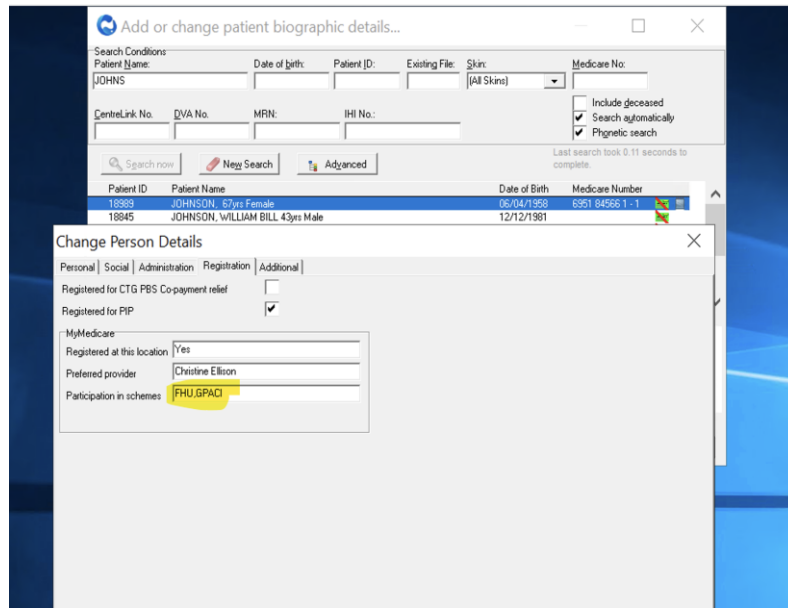 Add or change patient biographic details...
Search Conditions
Patient Name: Date of birth: Patient ID: Existing File: Skin: Medicare No:
JOHNS (All Skins)
Include deceased
CentreLink No. DVA No. MRN: IHI No.: Search automatically
Phonetic search
Search now New Search Advanced Last search took 0.11 seconds to
complete.
Patient ID Patient Name Date of Birth Medicare Number
18989 JOHNSON, 67yrs Female 06/04/1958 6951 84566 1 - 1
18845 JOHNSON, WILLIAM BILL 43yrs Male 12/12/1981
Change Person Details
Personal Social Administration Registration Additional
Registered for CTG PBS Co-payment relief
Registered for PIP
MyMedicare
Registered at this location Yes
Preferred provider Christine Ellison
Participation in schemes FHU,GPACI